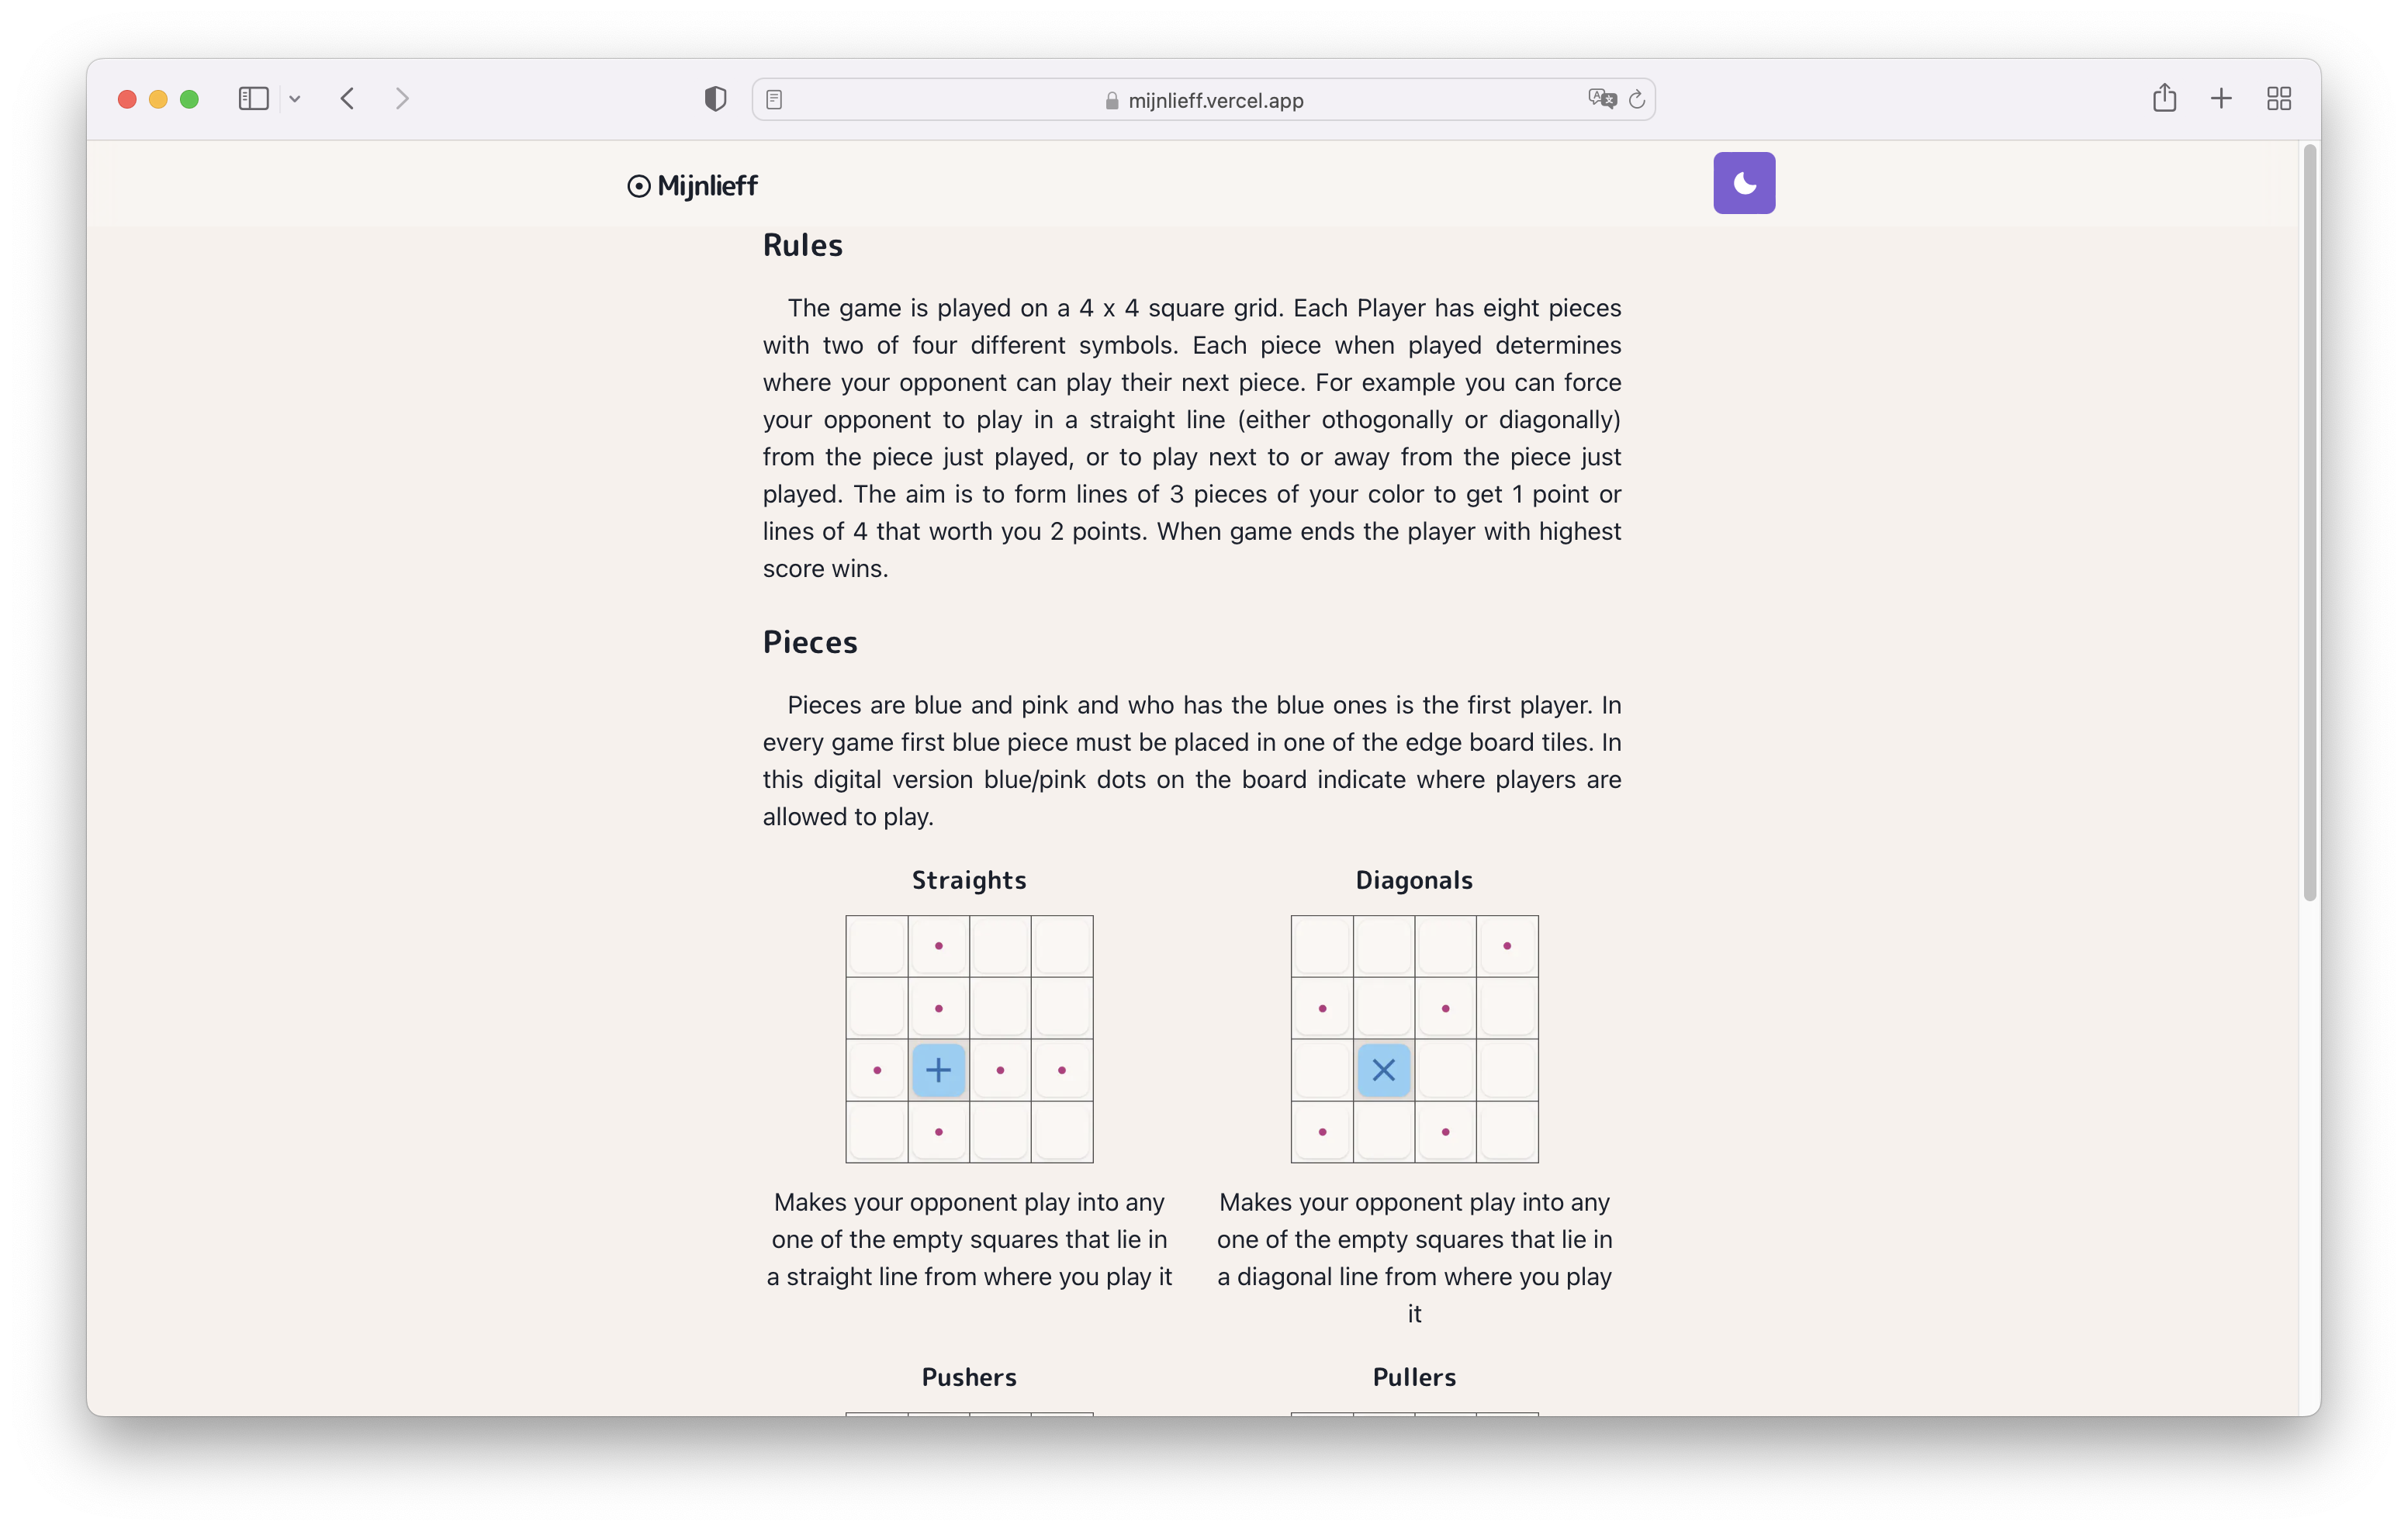 mijnlieff.vercel.app
Mijnlieff
Rules
The game is played on a 4 x 4 square grid. Each Player has eight pieces
with two of four different symbols. Each piece when played determines
where your opponent can play their next piece. For example you can force
your opponent to play in a straight line (either othogonally or diagonally)
from the piece just played, or to play next to or away from the piece just
played. The aim is to form lines of 3 pieces of your color to get 1 point or
lines of 4 that worth you 2 points. When game ends the player with highest
score wins.
Pieces
Pieces are blue and pink and who has the blue ones is the first player. In
every game first blue piece must be placed in one of the edge board tiles. In
this digital version blue/pink dots on the board indicate where players are
allowed to play.
Straights
Makes your opponent play into any
one of the empty squares that lie in
a straight line from where you play it
Diagonals
Makes your opponent play into any
one of the empty squares that lie in
a diagonal line from where you play
it
Pushers
Pullers